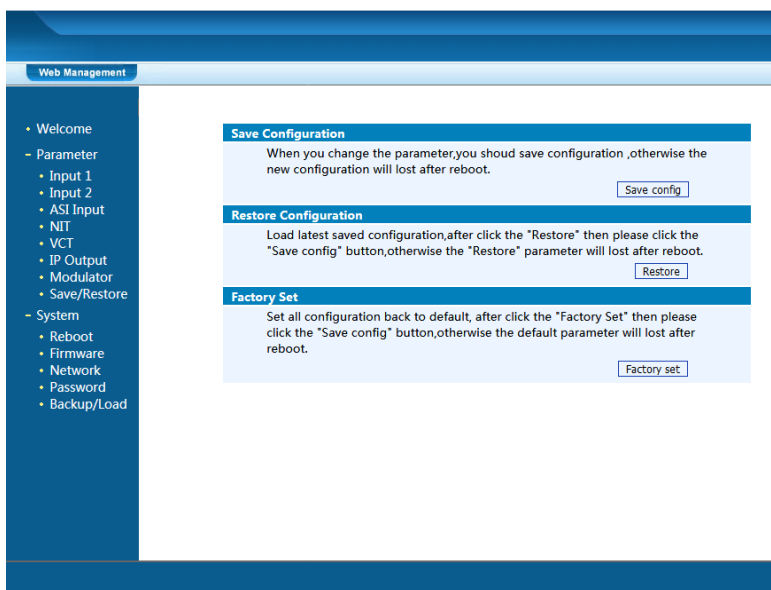 Web Management
Welcome
Parameter
Input 1
Input 2
ASI Input
NIT
VCT
IP Output
Modulator
Save/Restore
System
Reboot
Firmware
Network
Password
Backup/Load
Save Configuration
When you change the parameter,you shoud save configuration ,otherwise the
new configuration will lost after reboot.
Save config
Restore Configuration
Load latest saved configuration,after click the "Restore" then please click the
"Save config" button,otherwise the "Restore" parameter will lost after reboot.
Restore
Factory Set
Set all configuration back to default, after click the "Factory Set" then please
click the "Save config" button,otherwise the default parameter will lost after
reboot.
Factory set